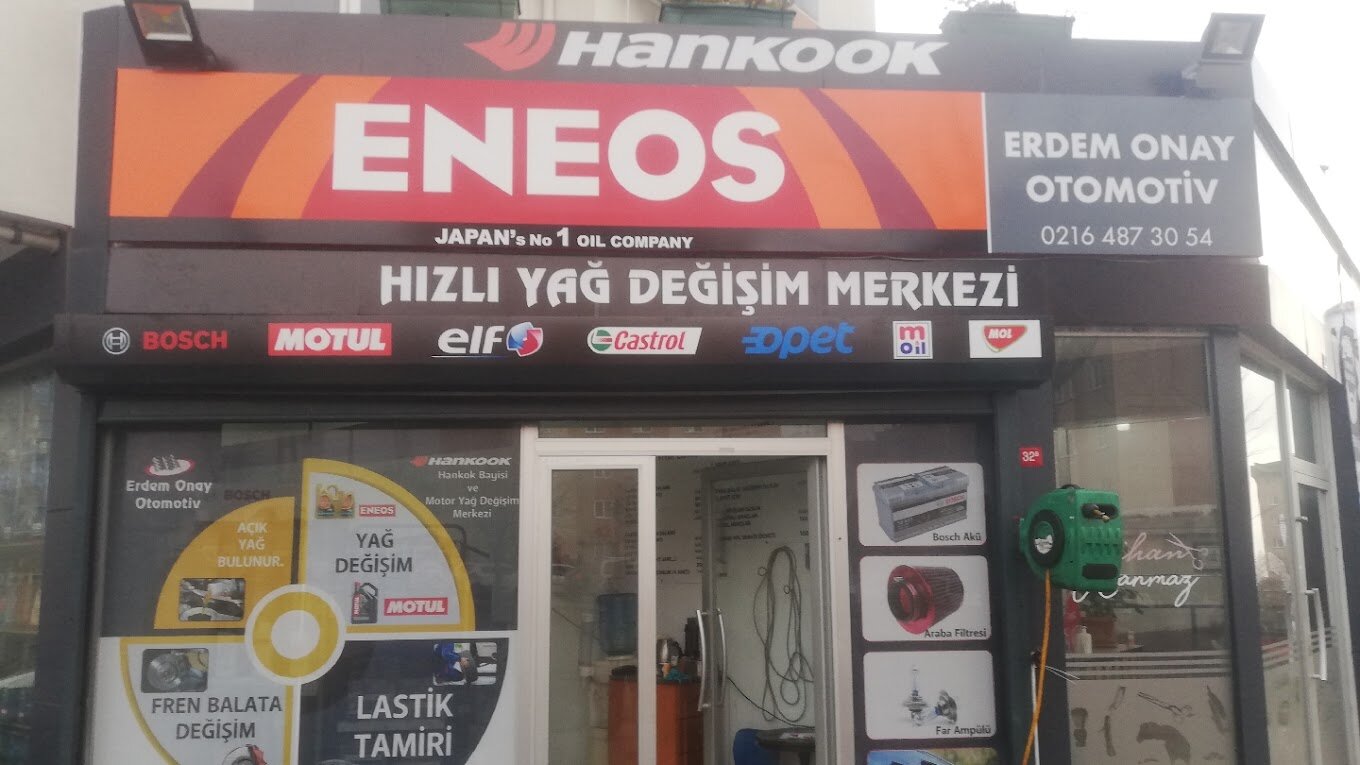 HANKOOK
ENEOS
JAPAN's No 1 OIL COMPANY
ERDEM ONAY
OTOMOTİV
0216 487 30 54
HIZLI YAĞ DEĞİŞİM MERKEZİ
BOSCH MOTUL elf Castrol Opet m oil MOL
Erdem Onay
Otomotiv
HANKOOK
Hankok Bayisi
ve
Motor Yağ Değişim
Merkezi
BOSCH
AÇIK
YAĞ
BULUNUR.
ENEOS
YAĞ
DEĞİŞİM
MOTUL
FREN BALATA
DEĞİŞİM
LASTİK
TAMİRİ
Bosch Akü
Araba Filtresi
Far Ampülü
32B